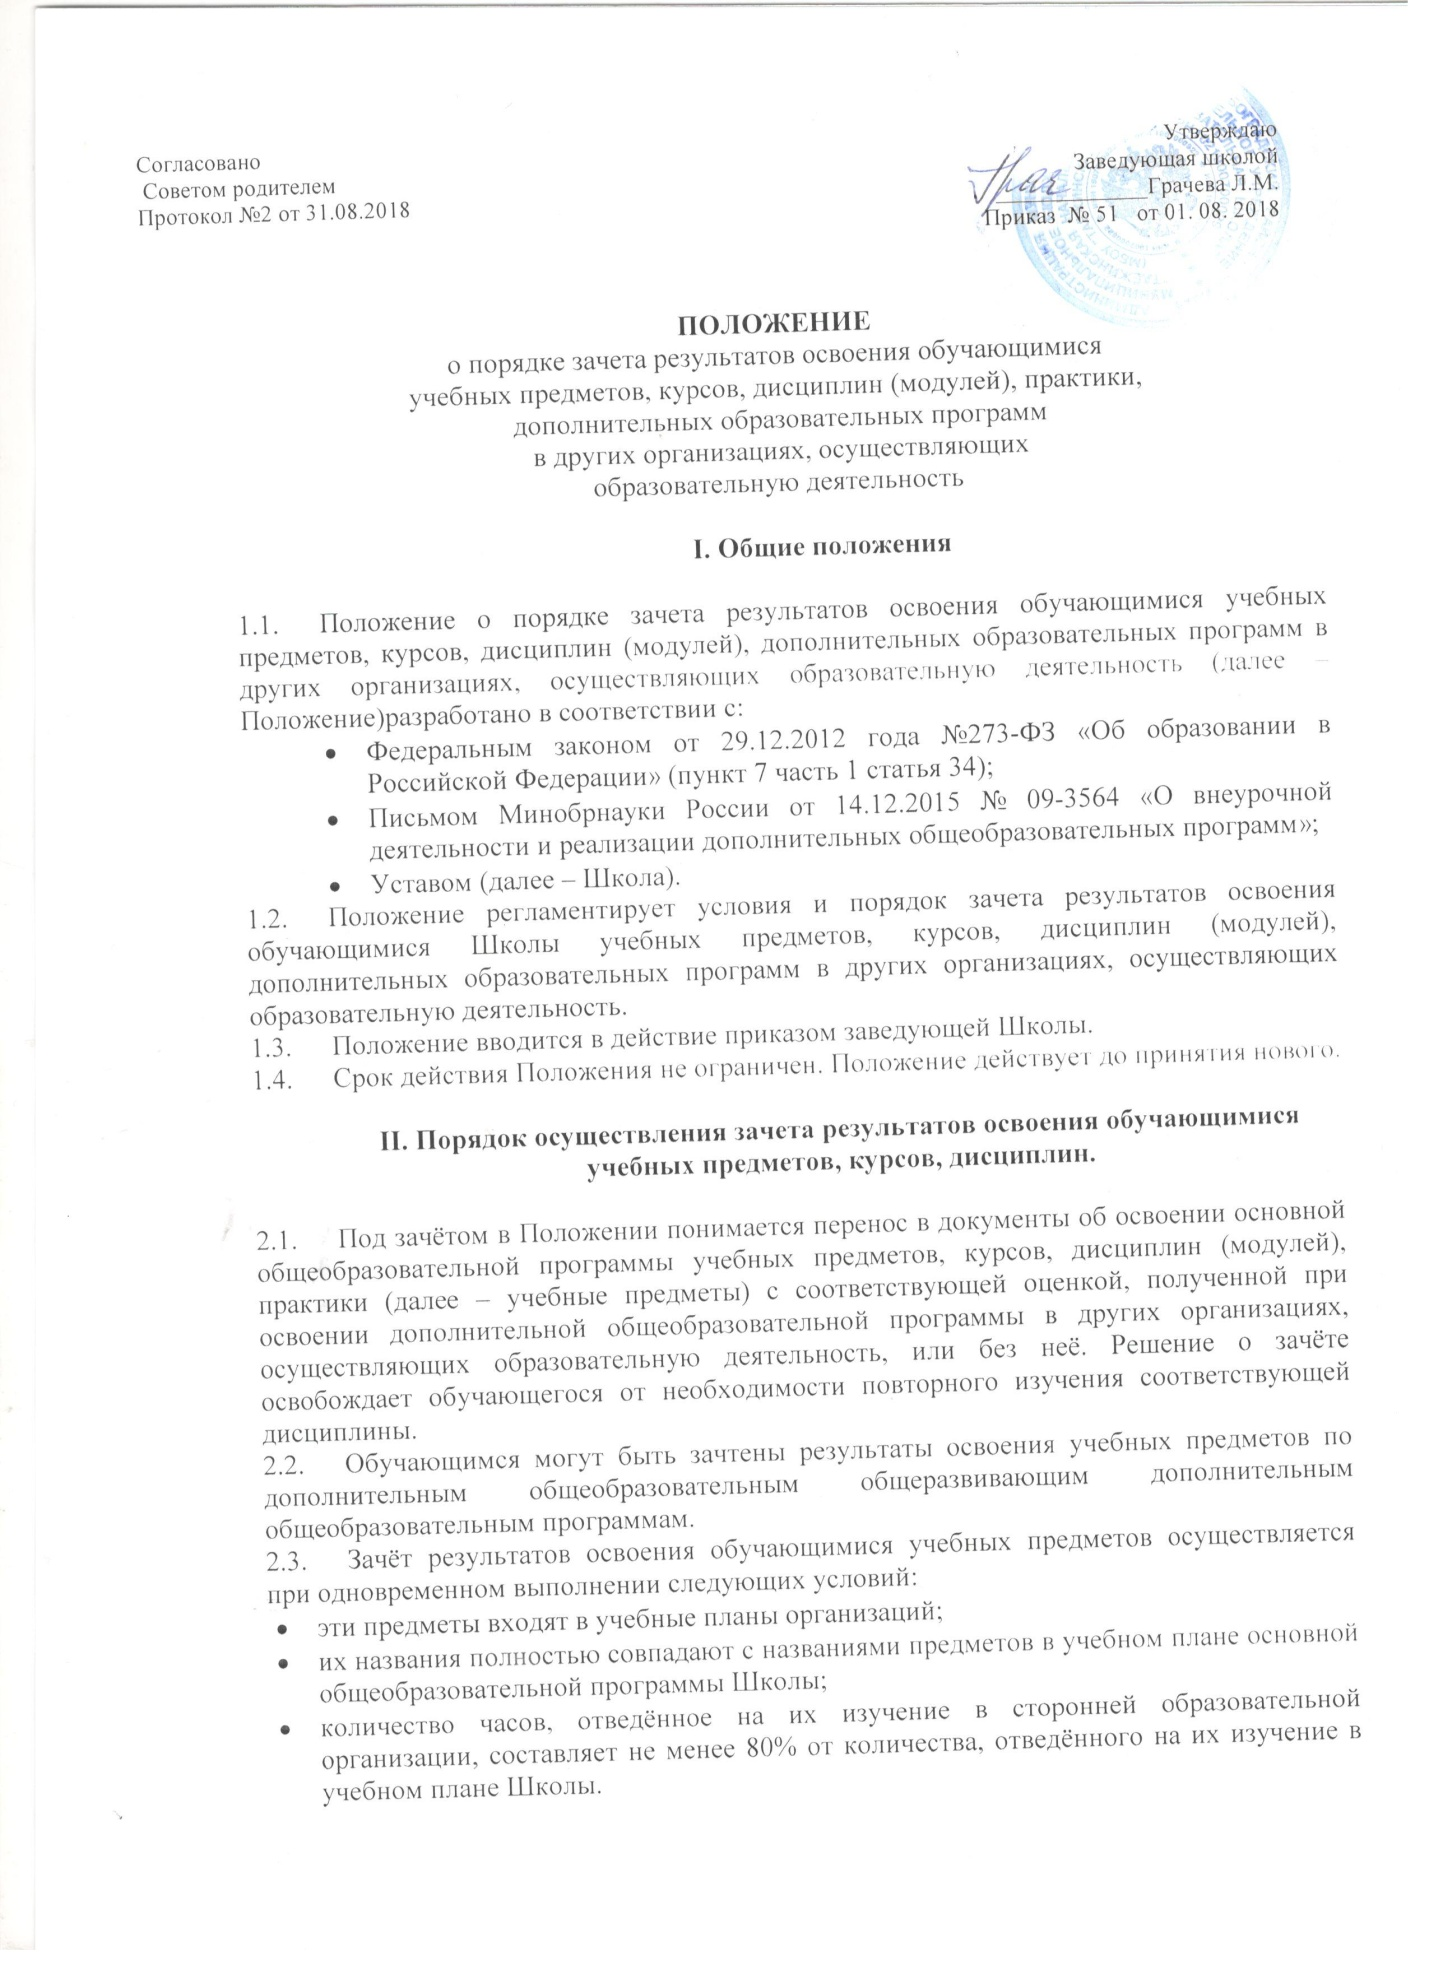 Согласовано
Советом родителем
Протокол №2 от 31.08.2018
Утверждаю
Заведующая школой
Грачева Л.М.
Приказ № 51 от 01. 08. 2018
ПОЛОЖЕНИЕ
о порядке зачета результатов освоения обучающимися
учебных предметов, курсов, дисциплин (модулей), практики,
дополнительных образовательных программ
в других организациях, осуществляющих
образовательную деятельность
I. Общие положения
1.1. Положение о порядке зачета результатов освоения обучающимися учебных
предметов, курсов, дисциплин (модулей), дополнительных образовательных программ в
других организациях, осуществляющих образовательную деятельность (далее –
Положение)разработано в соответствии с:
• Федеральным законом от 29.12.2012 года №273-ФЗ «Об образовании в
Российской Федерации» (пункт 7 часть 1 статья 34);
• Письмом Минобрнауки России от 14.12.2015 № 09-3564 «О внеурочной
деятельности и реализации дополнительных общеобразовательных программ»;
• Уставом (далее – Школа).
1.2. Положение регламентирует условия и порядок зачета результатов освоения
обучающимися Школы учебных предметов, курсов, дисциплин (модулей),
дополнительных образовательных программ в других организациях, осуществляющих
образовательную деятельность.
1.3. Положение вводится в действие приказом заведующей Школы.
1.4. Срок действия Положения не ограничен. Положение действует до принятия нового.
II. Порядок осуществления зачета результатов освоения обучающимися
учебных предметов, курсов, дисциплин.
2.1. Под зачётом в Положении понимается перенос в документы об освоении основной
общеобразовательной программы учебных предметов, курсов, дисциплин (модулей),
практики (далее – учебные предметы) с соответствующей оценкой, полученной при
освоении дополнительной общеобразовательной программы в других организациях,
осуществляющих образовательную деятельность, или без неё. Решение о зачёте
освобождает обучающегося от необходимости повторного изучения соответствующей
дисциплины.
2.2. Обучающимся могут быть зачтены результаты освоения учебных предметов по
дополнительным общеобразовательным общеразвивающим дополнительным
общеобразовательным программам.
2.3. Зачёт результатов освоения обучающимися учебных предметов осуществляется
при одновременном выполнении следующих условий:
• эти предметы входят в учебные планы организаций;
• их названия полностью совпадают с названиями предметов в учебном плане основной
общеобразовательной программы Школы;
• количество часов, отведённое на их изучение в сторонней образовательной
организации, составляет не менее 80% от количества, отведённого на их изучение в
учебном плане Школы.